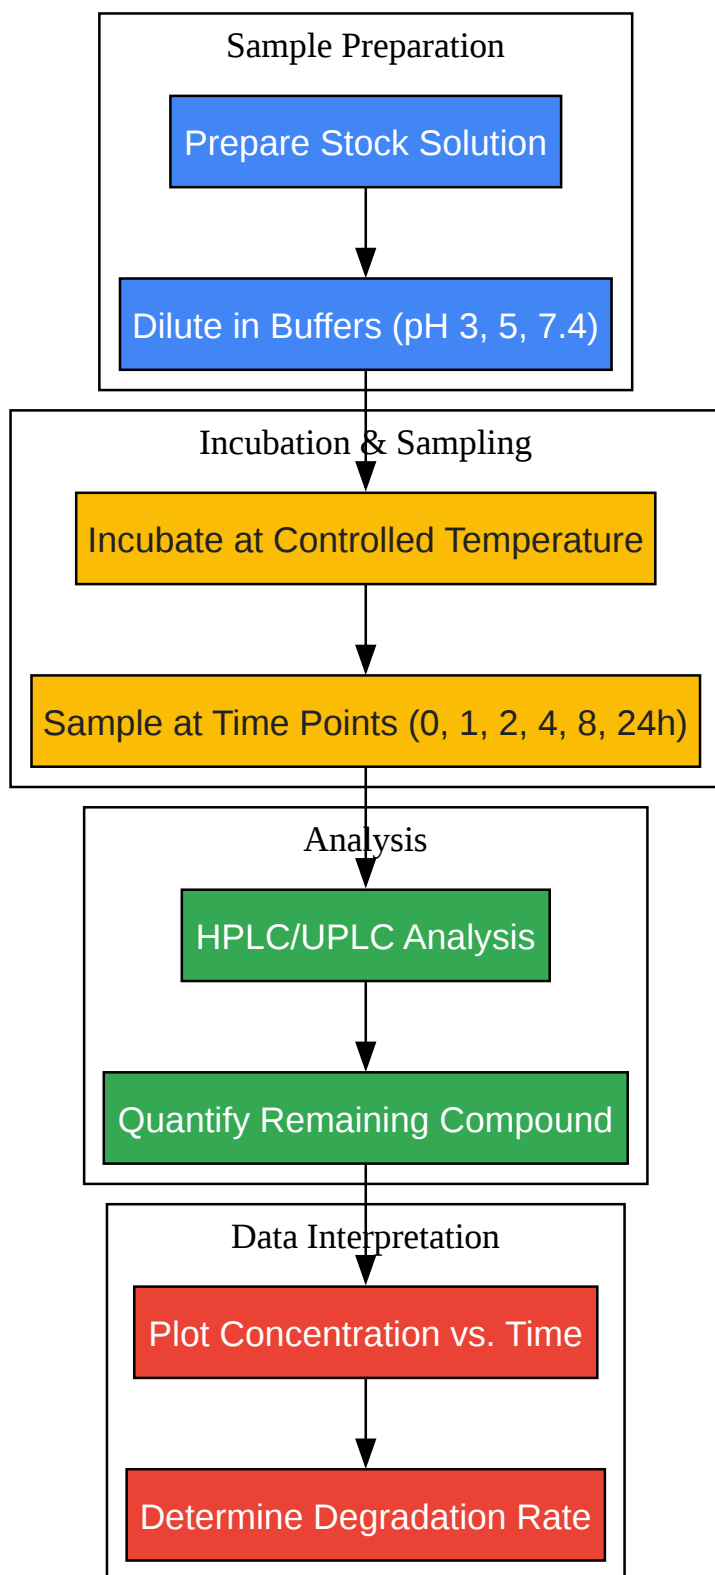 Sample Preparation
Prepare Stock Solution
Dilute in Buffers (pH 3, 5, 7.4)
Incubation & Sampling
Incubate at Controlled Temperature
Sample at Time Points (0, 1, 2, 4, 8, 24h)
Analysis
HPLC/UPLC Analysis
Quantify Remaining Compound
Data Interpretation
Plot Concentration vs. Time
Determine Degradation Rate